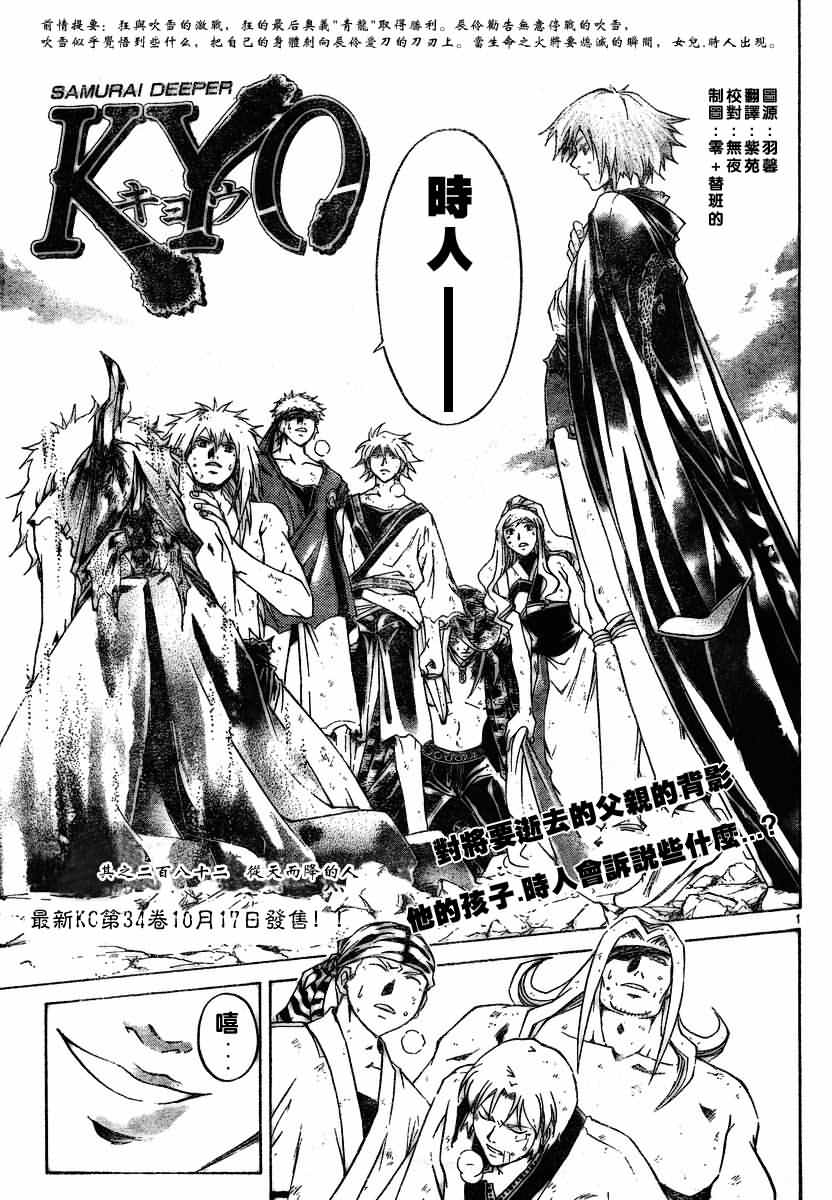 前情提要：狂與吹雪的激戰，狂的最后奧義"青龍"取得勝利。辰伶勸告無意停戰的吹雪，
吹雪似乎覺悟到些什么，把自己的身體刺向辰伶愛刀的刀刃上。當生命之火將要熄滅的瞬間，女兒，時人出現。
SAMURAI DEEPER
KYO
キョウ
圖源：羽馨
翻譯：紫苑
校對：無夜
制圖：零+替班的
時人——
對將要逝去的父親的背影
他的孩子.時人會訴説些什麼...?
其之二百八十二 從天而降的人
最新KC第34卷10月17日發售！！
1
嘻...